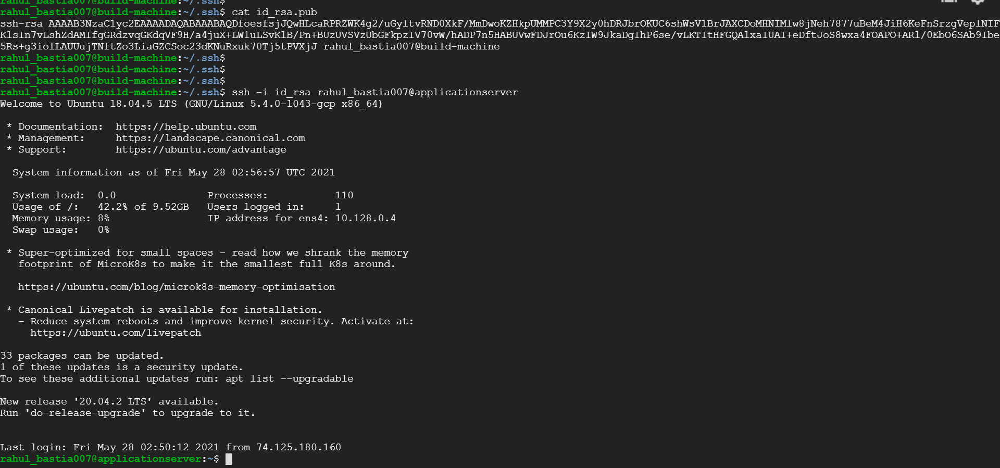 rahul_bastia007@build-machine:~/.ssh$
rahul_bastia007@build-machine:~/.ssh$ cat id_rsa.pub
ssh-rsa AAAAB3NzaC1yc2EAAAADAQABAAABAQDfoesfsjJQwHLcaRPRZWK4g2/uGyltvRND0XkF/MmDwoKZHkpUMMPC3Y9X2y0hDRJbrOKUC6shWsV1BrJAXCDoMHNIMlw8jNeh7877uBeM4JiH6KeFnSrzgVeplNIF
KlsIn7vLshZdAMIfgGRdzvqGKdqVF9H/a4juX+LW1uLSvKlB/Pn+BUzUVSVzUbGFkpzIV70vW/hADP7n5HABUVwFDJrOu6KzIW9JkaDgIhP6se/vLKTItHFGQAlxaIUAI+eDftJoS8wxa4FOAPO+ARl/0EbO6SAb9Ibe
5Rs+g3iolLAUUujTNftZo3LiaGZCSoc23dKNuRxuk70Tj5tPVXjJ rahul_bastia007@build-machine
rahul_bastia007@build-machine:~/.ssh$
rahul_bastia007@build-machine:~/.ssh$
rahul_bastia007@build-machine:~/.ssh$
rahul_bastia007@build-machine:~/.ssh$ ssh -i id_rsa rahul_bastia007@applicationserver
Welcome to Ubuntu 18.04.5 LTS (GNU/Linux 5.4.0-1043-gcp x86_64)
* Documentation: https://help.ubuntu.com
* Management: https://landscape.canonical.com
* Support: https://ubuntu.com/advantage
System information as of Fri May 28 02:56:57 UTC 2021
System load: 0.0 Processes: 110
Usage of /: 42.2% of 9.52GB Users logged in: 1
Memory usage: 8% IP address for ens4: 10.128.0.4
Swap usage: 0%
* Super-optimized for small spaces - read how we shrank the memory
footprint of MicroK8s to make it the smallest full K8s around.
https://ubuntu.com/blog/microk8s-memory-optimisation
* Canonical Livepatch is available for installation.
- Reduce system reboots and improve kernel security. Activate at:
https://ubuntu.com/livepatch
33 packages can be updated.
1 of these updates is a security update.
To see these additional updates run: apt list --upgradable
New release '20.04.2 LTS' available.
Run 'do-release-upgrade' to upgrade to it.
Last login: Fri May 28 02:50:12 2021 from 74.125.180.160
rahul_bastia007@applicationserver:~$